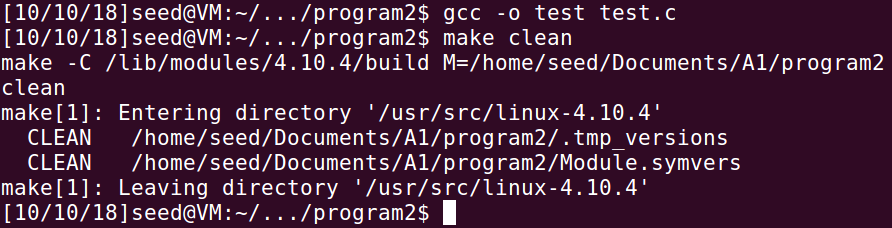 [10/10/18]seed@VM:~/.../program2$ gcc -o test test.c
[10/10/18]seed@VM:~/.../program2$ make clean
make -C /lib/modules/4.10.4/build M=/home/seed/Documents/A1/program2
clean
make[1]: Entering directory '/usr/src/linux-4.10.4'
  CLEAN   /home/seed/Documents/A1/program2/.tmp_versions
  CLEAN   /home/seed/Documents/A1/program2/Module.symvers
make[1]: Leaving directory '/usr/src/linux-4.10.4'
[10/10/18]seed@VM:~/.../program2$